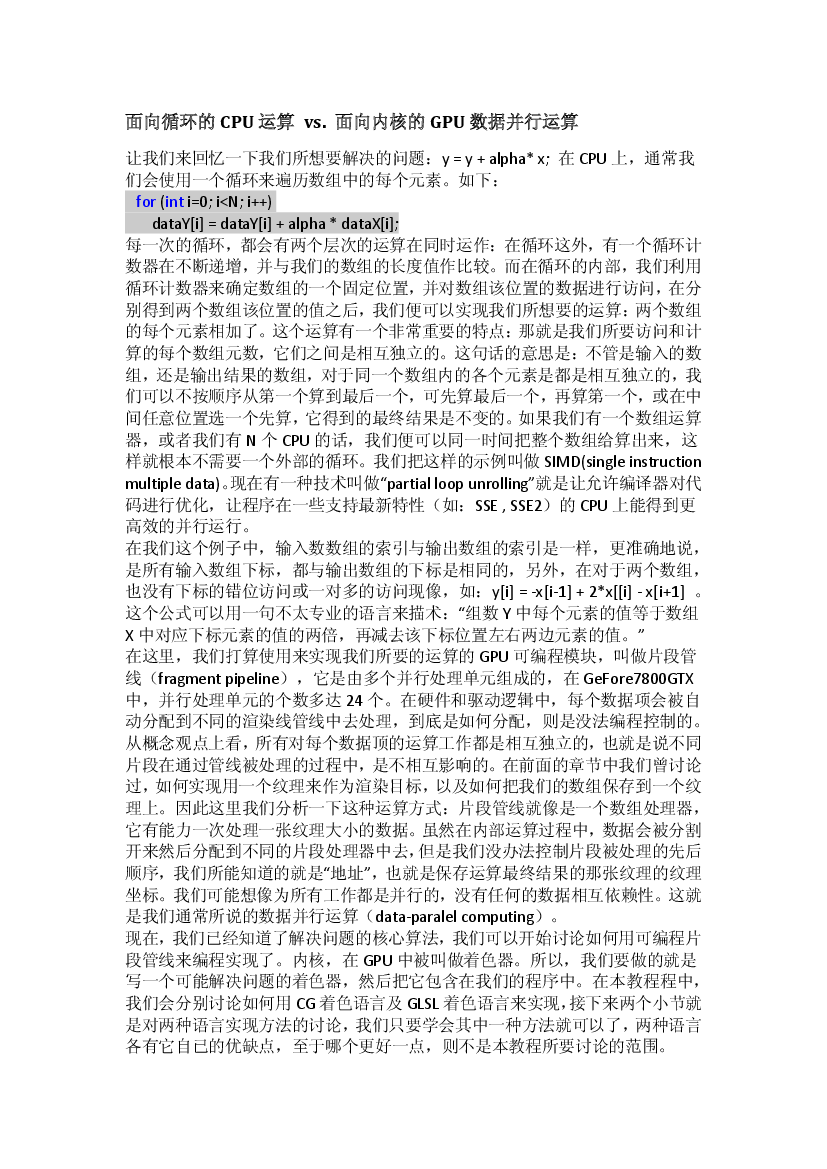 面向循环的 CPU 运算  vs.  面向内核的 GPU 数据并行运算
让我们来回忆一下我们所想要解决的问题：y = y + alpha* x;  在 CPU 上，通常我
们会使用一个循环来遍历数组中的每个元素。如下：
for (int i=0; i<N; i++)
dataY[i] = dataY[i] + alpha * dataX[i];
每一次的循环，都会有两个层次的运算在同时运作：在循环这外，有一个循环计
数器在不断递增，并与我们的数组的长度值作比较。而在循环的内部，我们利用
循环计数器来确定数组的一个固定位置，并对数组该位置的数据进行访问，在分
别得到两个数组该位置的值之后，我们便可以实现我们所想要的运算：两个数组
的每个元素相加了。这个运算有一个非常重要的特点：那就是我们所要访问和计
算的每个数组元数，它们之间是相互独立的。这句话的意思是：不管是输入的数
组，还是输出结果的数组，对于同一个数组内的各个元素是都是相互独立的，我
们可以不按顺序从第一个算到最后一个，可先算最后一个，再算第一个，或在中
间任意位置选一个先算，它得到的最终结果是不变的。如果我们有一个数组运算
器，或者我们有 N 个 CPU 的话，我们便可以同一时间把整个数组给算出来，这
样就根本不需要一个外部的循环。我们把这样的示例叫做 SIMD(single instruction
multiple data)。现在有一种技术叫做“partial loop unrolling”就是让允许编译器对代
码进行优化，让程序在一些支持最新特性（如：SSE , SSE2）的 CPU 上能得到更
高效的并行运行。
在我们这个例子中，输入数数组的索引与输出数组的索引是一样，更准确地说，
是所有输入数组下标，都与输出数组的下标是相同的，另外，在对于两个数组，
也没有下标的错位访问或一对多的访问现像，如：y[i] = -x[i-1] + 2*x[[i] - x[i+1]  。
这个公式可以用一句不太专业的语言来描术：“组数 Y 中每个元素的值等于数组
X 中对应下标元素的值的两倍，再减去该下标位置左右两边元素的值。”
在这里，我们打算使用来实现我们所要的运算的 GPU 可编程模块，叫做片段管
线（fragment pipeline），它是由多个并行处理单元组成的，在 GeFore7800GTX
中，并行处理单元的个数多达 24 个。在硬件和驱动逻辑中，每个数据项会被自
动分配到不同的渲染线管线中去处理，到底是如何分配，则是没法编程控制的。
从概念观点上看，所有对每个数据顶的运算工作都是相互独立的，也就是说不同
片段在通过管线被处理的过程中，是不相互影响的。在前面的章节中我们曾讨论
过，如何实现用一个纹理来作为渲染目标，以及如何把我们的数组保存到一个纹
理上。因此这里我们分析一下这种运算方式：片段管线就像是一个数组处理器，
它有能力一次处理一张纹理大小的数据。虽然在内部运算过程中，数据会被分割
开来然后分配到不同的片段处理器中去，但是我们没办法控制片段被处理的先后
顺序，我们所能知道的就是“地址”，也就是保存运算最终结果的那张纹理的纹理
坐标。我们可能想像为所有工作都是并行的，没有任何的数据相互依赖性。这就
是我们通常所说的数据并行运算（data-paralel computing）。
现在，我们已经知道了解决问题的核心算法，我们可以开始讨论如何用可编程片
段管线来编程实现了。内核，在 GPU 中被叫做着色器。所以，我们要做的就是
写一个可能解决问题的着色器，然后把它包含在我们的程序中。在本教程程中，
我们会分别讨论如何用 CG 着色语言及 GLSL 着色语言来实现，接下来两个小节就
是对两种语言实现方法的讨论，我们只要学会其中一种方法就可以了，两种语言
各有它自已的优缺点，至于哪个更好一点，则不是本教程所要讨论的范围。